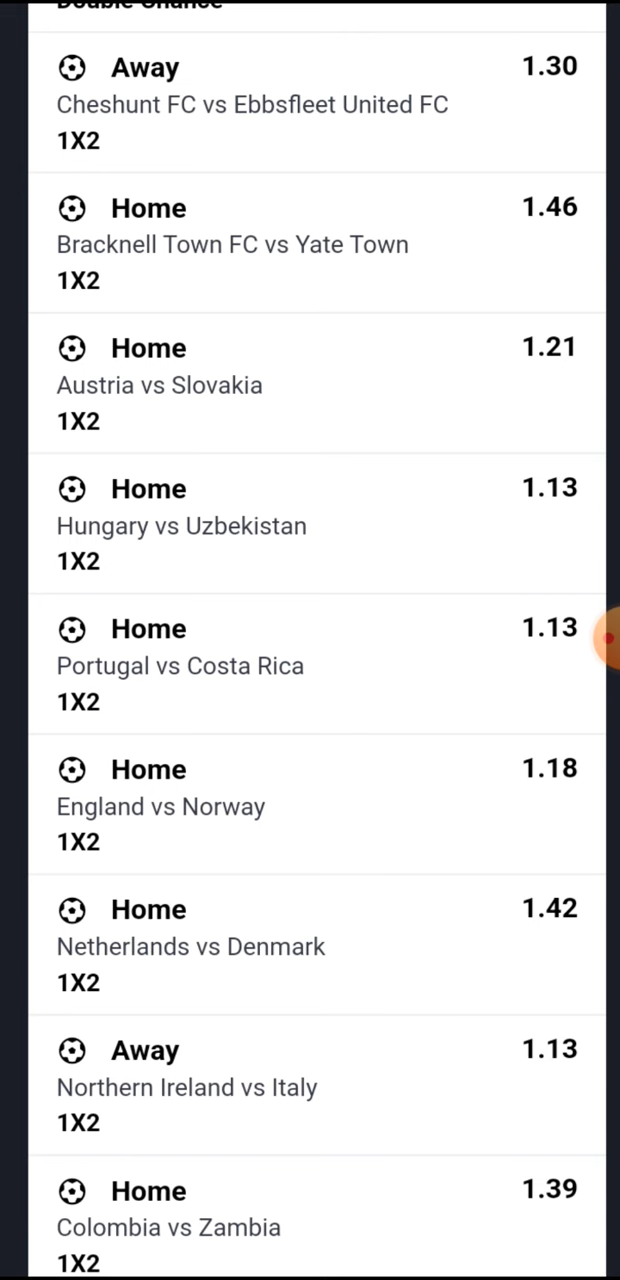 Double Chance
Away 1.30
Cheshunt FC vs Ebbsfleet United FC
1X2
Home 1.46
Bracknell Town FC vs Yate Town
1X2
Home 1.21
Austria vs Slovakia
1X2
Home 1.13
Hungary vs Uzbekistan
1X2
Home 1.13
Portugal vs Costa Rica
1X2
Home 1.18
England vs Norway
1X2
Home 1.42
Netherlands vs Denmark
1X2
Away 1.13
Northern Ireland vs Italy
1X2
Home 1.39
Colombia vs Zambia
1X2